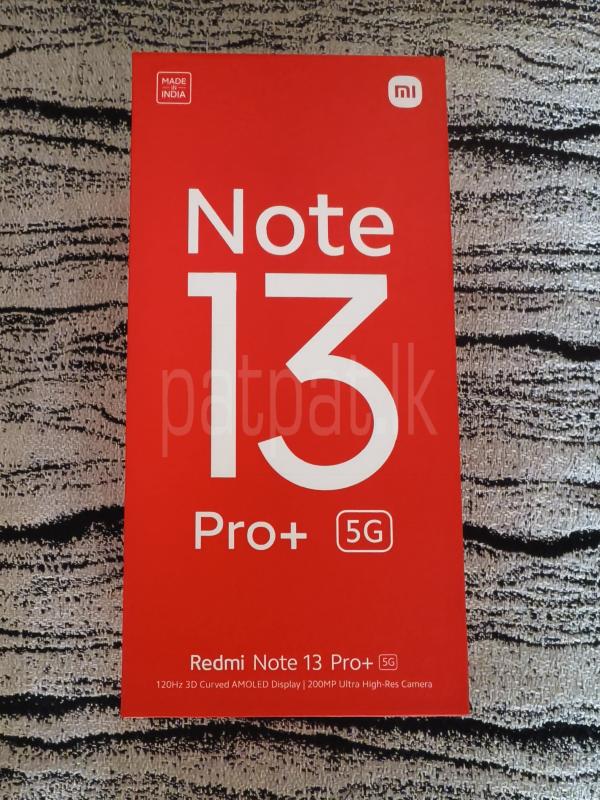 MADE
IN
INDIA
mi
Note
13
patpat.lk
Pro+ 5G
Redmi Note 13 Pro+ 5G
120Hz 3D Curved AMOLED Display | 200MP Ultra High-Res Camera